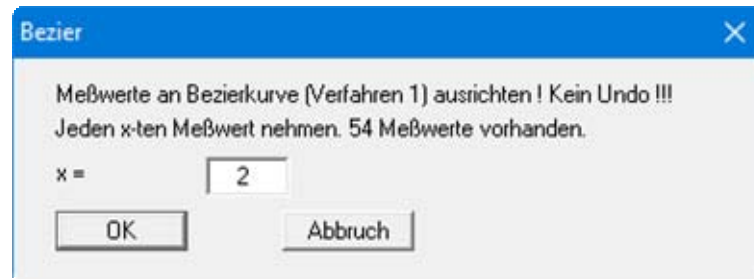 Bezier
Meßwerte an Bezierkurve (Verfahren 1) ausrichten ! Kein Undo !!!
Jeden x-ten Meßwert nehmen. 54 Meßwerte vorhanden.
x = 2
OK Abbruch